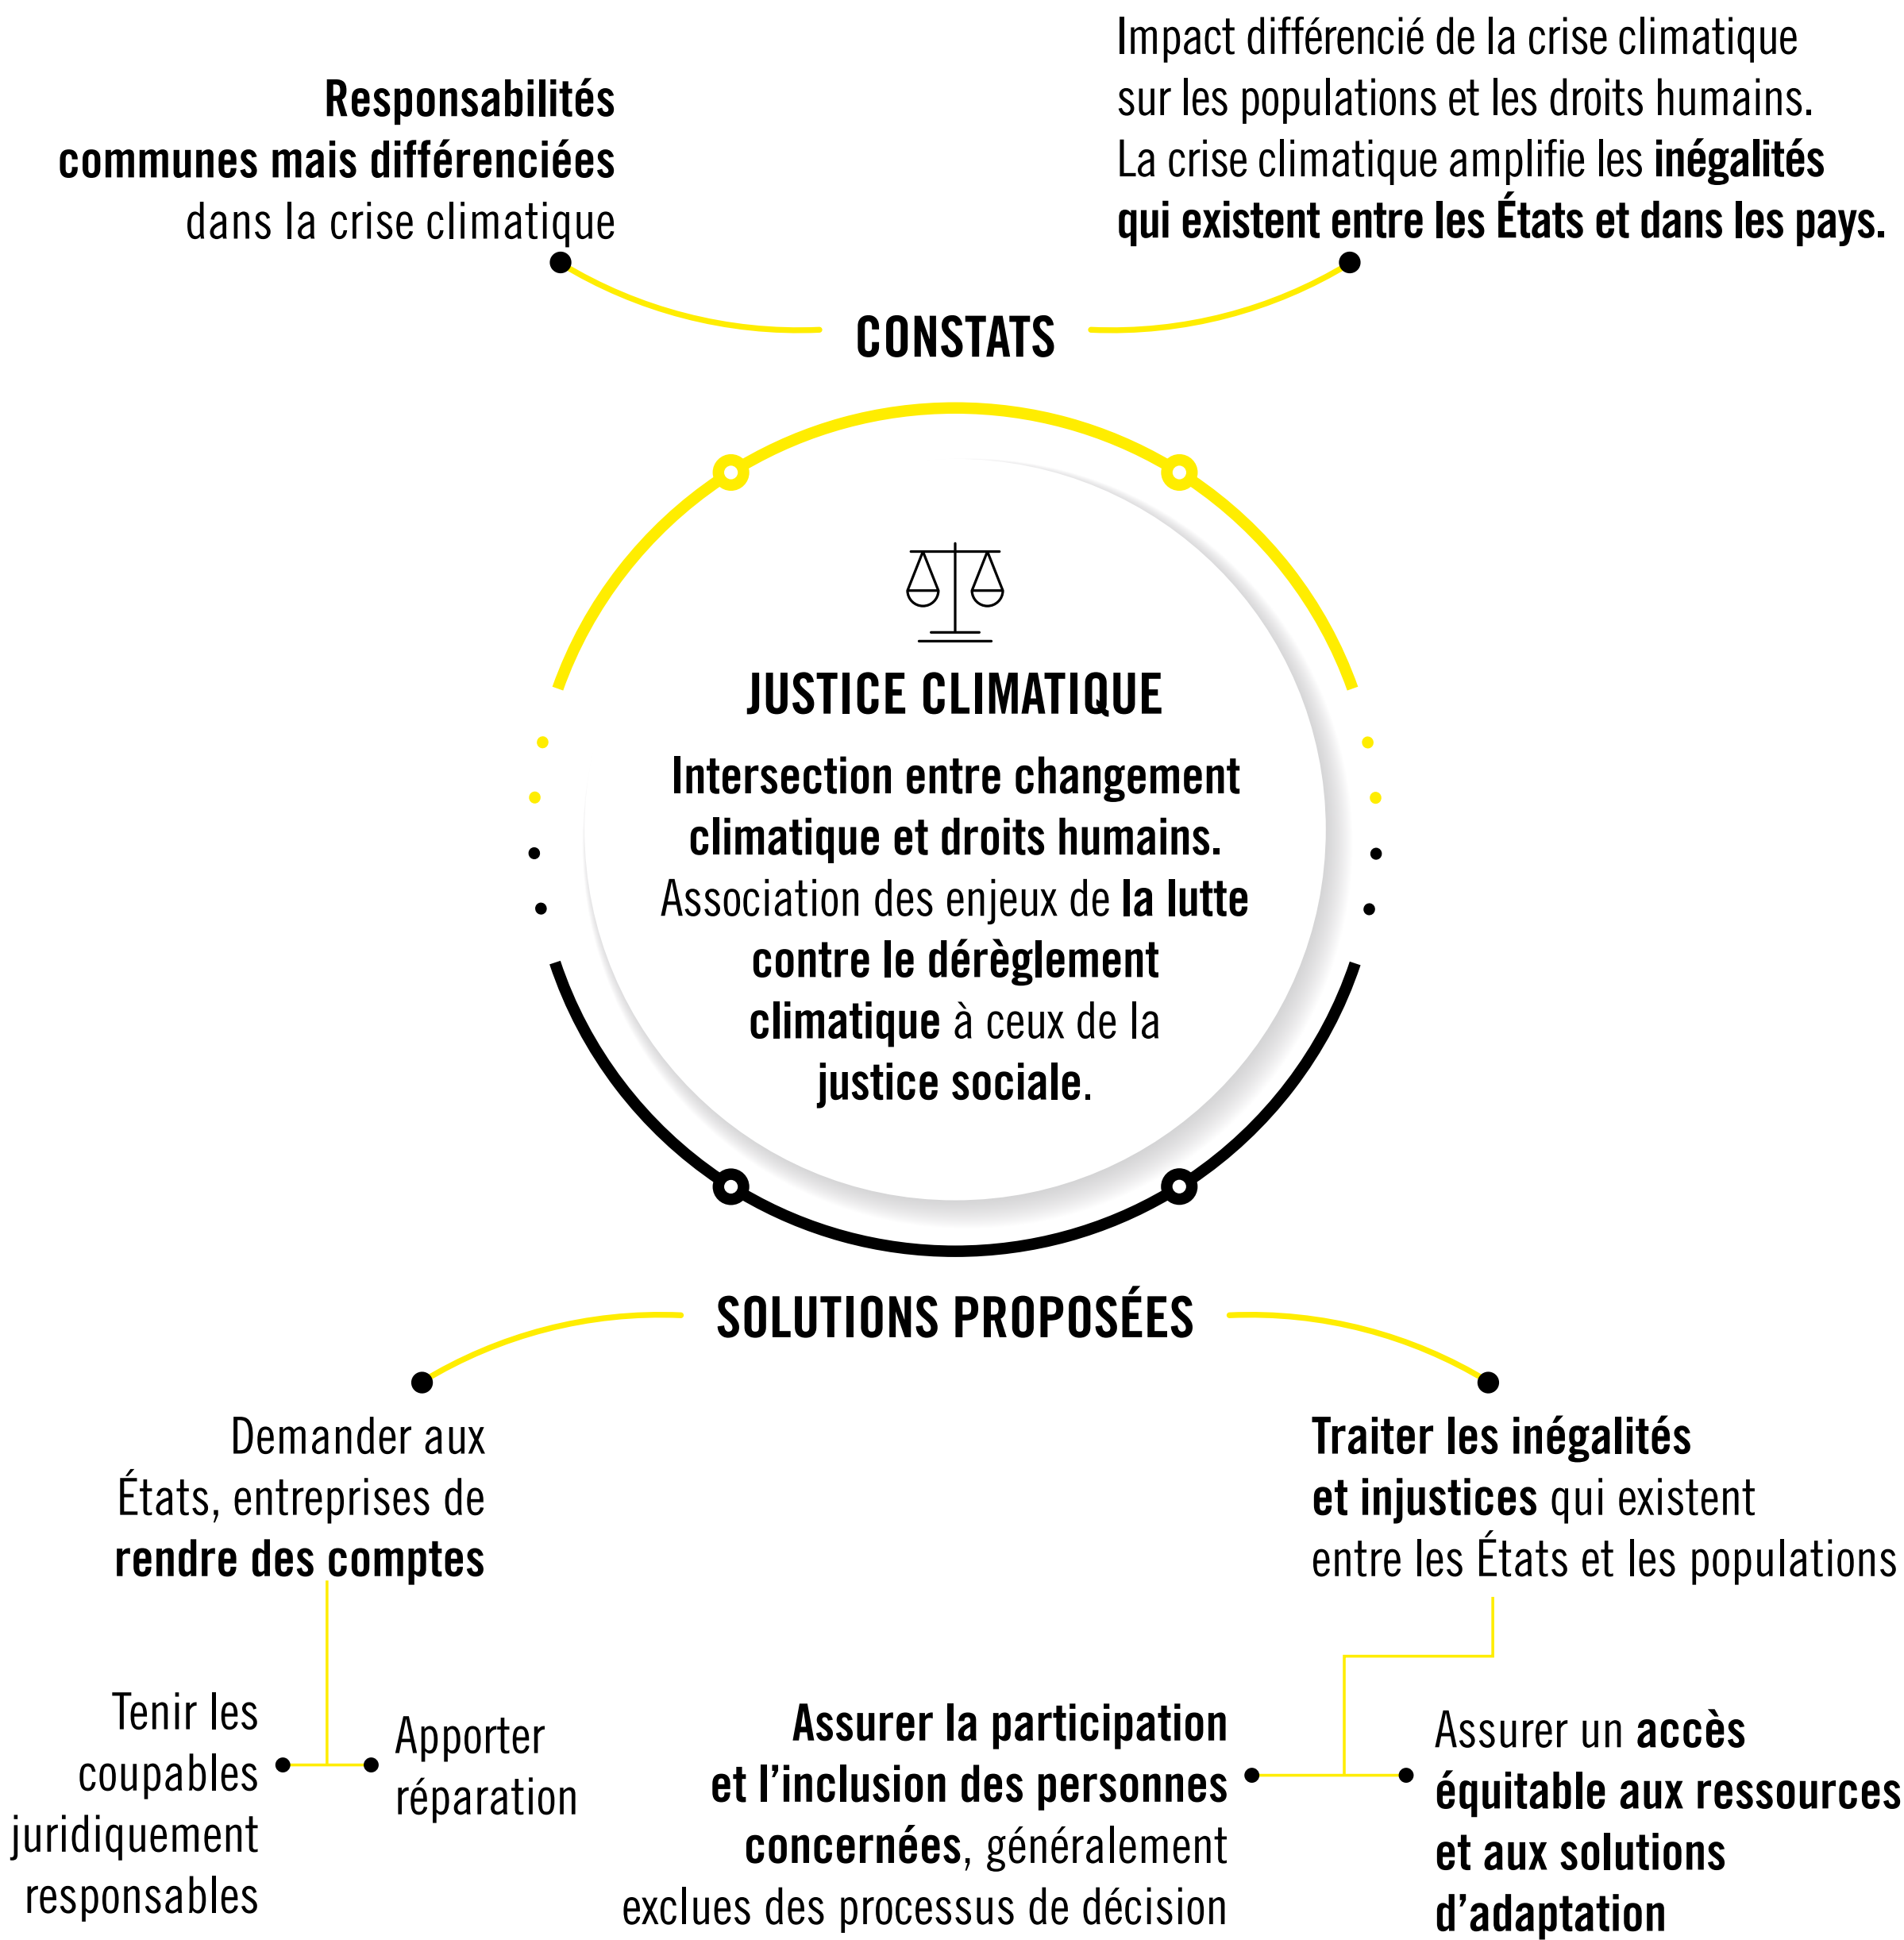 Responsabilités
communes mais différenciées
dans la crise climatique
Impact différencié de la crise climatique
sur les populations et les droits humains.
La crise climatique amplifie les inégalités
qui existent entre les États et dans les pays.
CONSTATS
JUSTICE CLIMATIQUE
Intersection entre changement
climatique et droits humains.
Association des enjeux de la lutte
contre le dérèglement
climatique à ceux de la
justice sociale.
SOLUTIONS PROPOSÉES
Demander aux
États, entreprises de
rendre des comptes
Tenir les
coupables
juridiquement
responsables
Apporter
réparation
Traiter les inégalités
et injustices qui existent
entre les États et les populations
Assurer la participation
et l’inclusion des personnes
concernées, généralement
exclues des processus de décision
Assurer un accès
équitable aux ressources
et aux solutions
d’adaptation